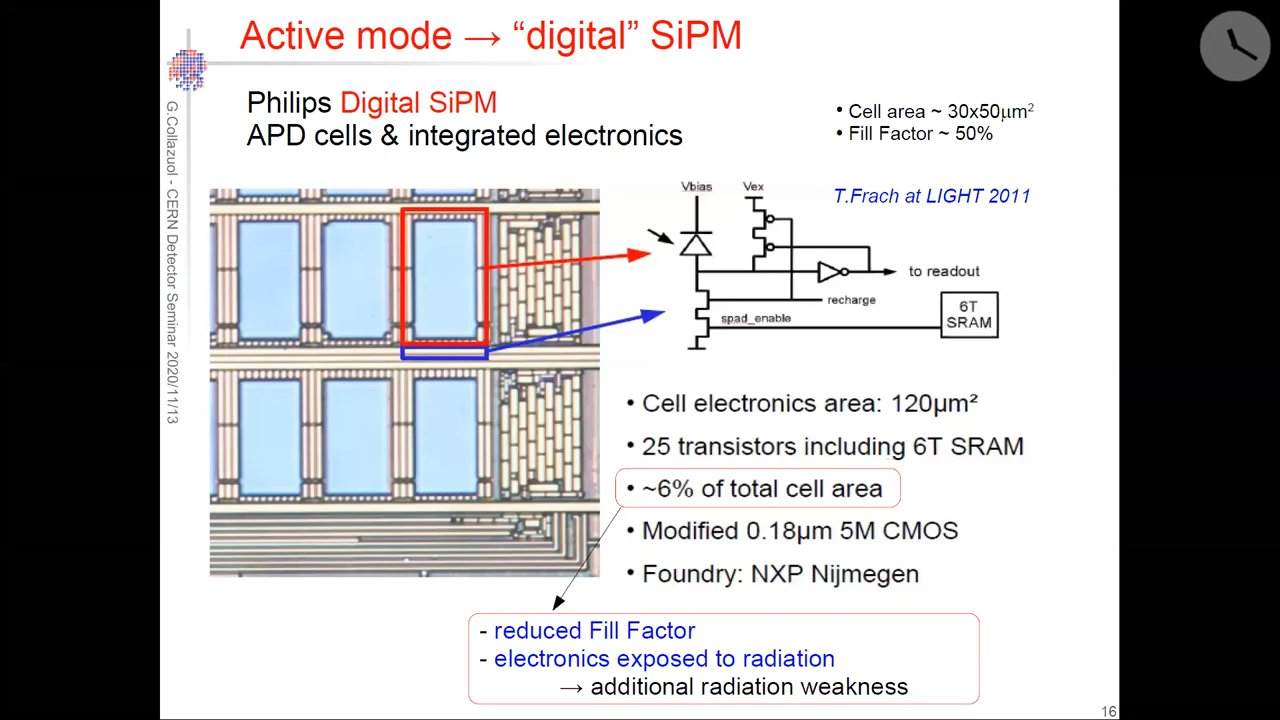 Active mode → “digital” SiPM
Philips Digital SiPM
APD cells & integrated electronics
• Cell area ~ 30x50μm²
• Fill Factor ~ 50%
T.Frach at LIGHT 2011
G.Collazuol - CERN Detector Seminar 2020/11/13
Vbias
Vex
to readout
recharge
spad_enable
6T
SRAM
• Cell electronics area: 120μm²
• 25 transistors including 6T SRAM
• ~6% of total cell area
• Modified 0.18μm 5M CMOS
• Foundry: NXP Nijmegen
- reduced Fill Factor
- electronics exposed to radiation
→ additional radiation weakness
16